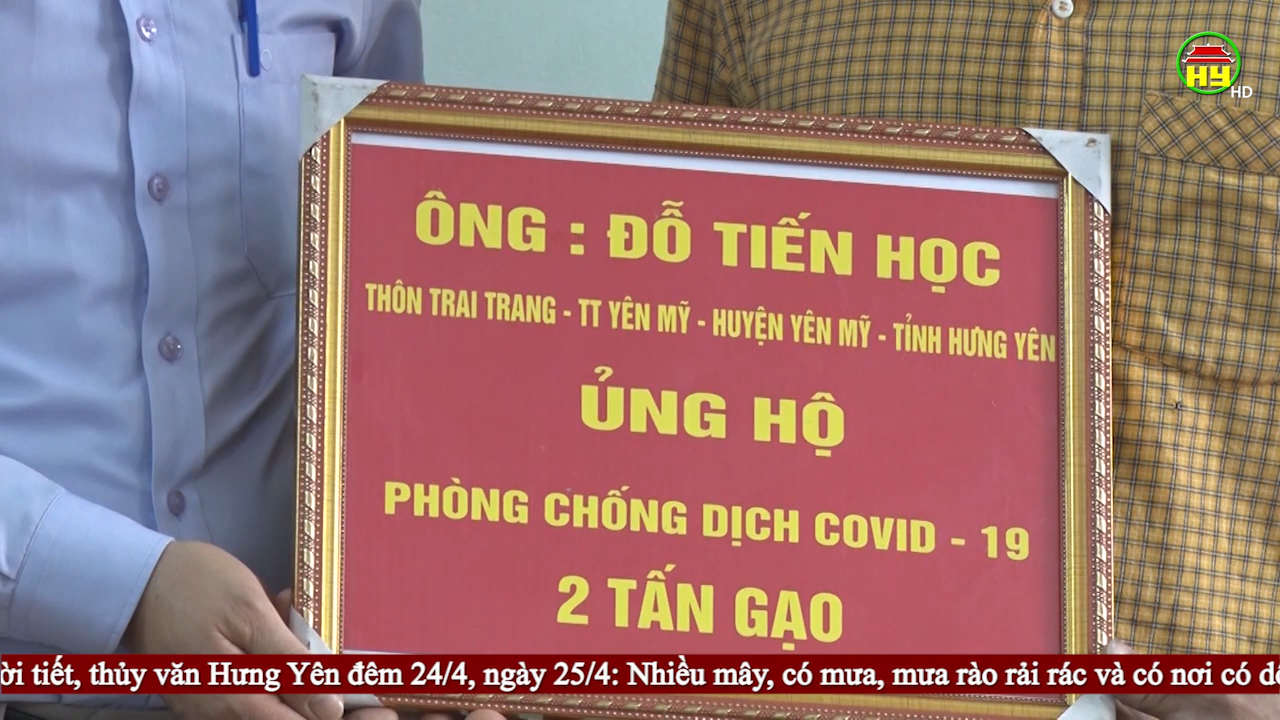 HY
HD
ÔNG : ĐỖ TIẾN HỌC
THÔN TRAI TRANG - TT YÊN MỸ - HUYỆN YÊN MỸ - TỈNH HƯNG YÊN
ỦNG HỘ
PHÒNG CHỐNG DỊCH COVID - 19
2 TẤN GẠO
ời tiết, thủy văn Hưng Yên đêm 24/4, ngày 25/4: Nhiều mây, có mưa, mưa rào rải rác và có nơi có